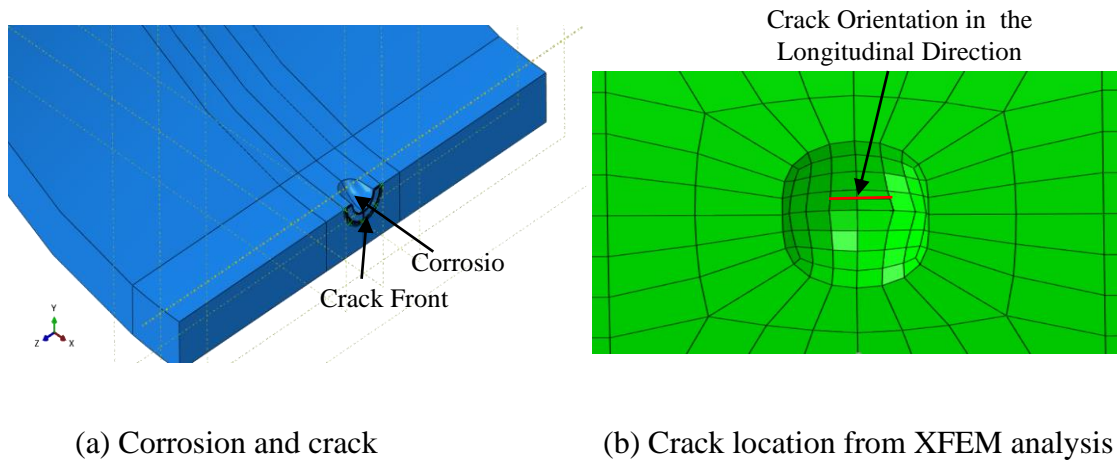 Crack Orientation in the
Longitudinal Direction
Corrosio
Crack Front
Y
Z
X
(a) Corrosion and crack
(b) Crack location from XFEM analysis